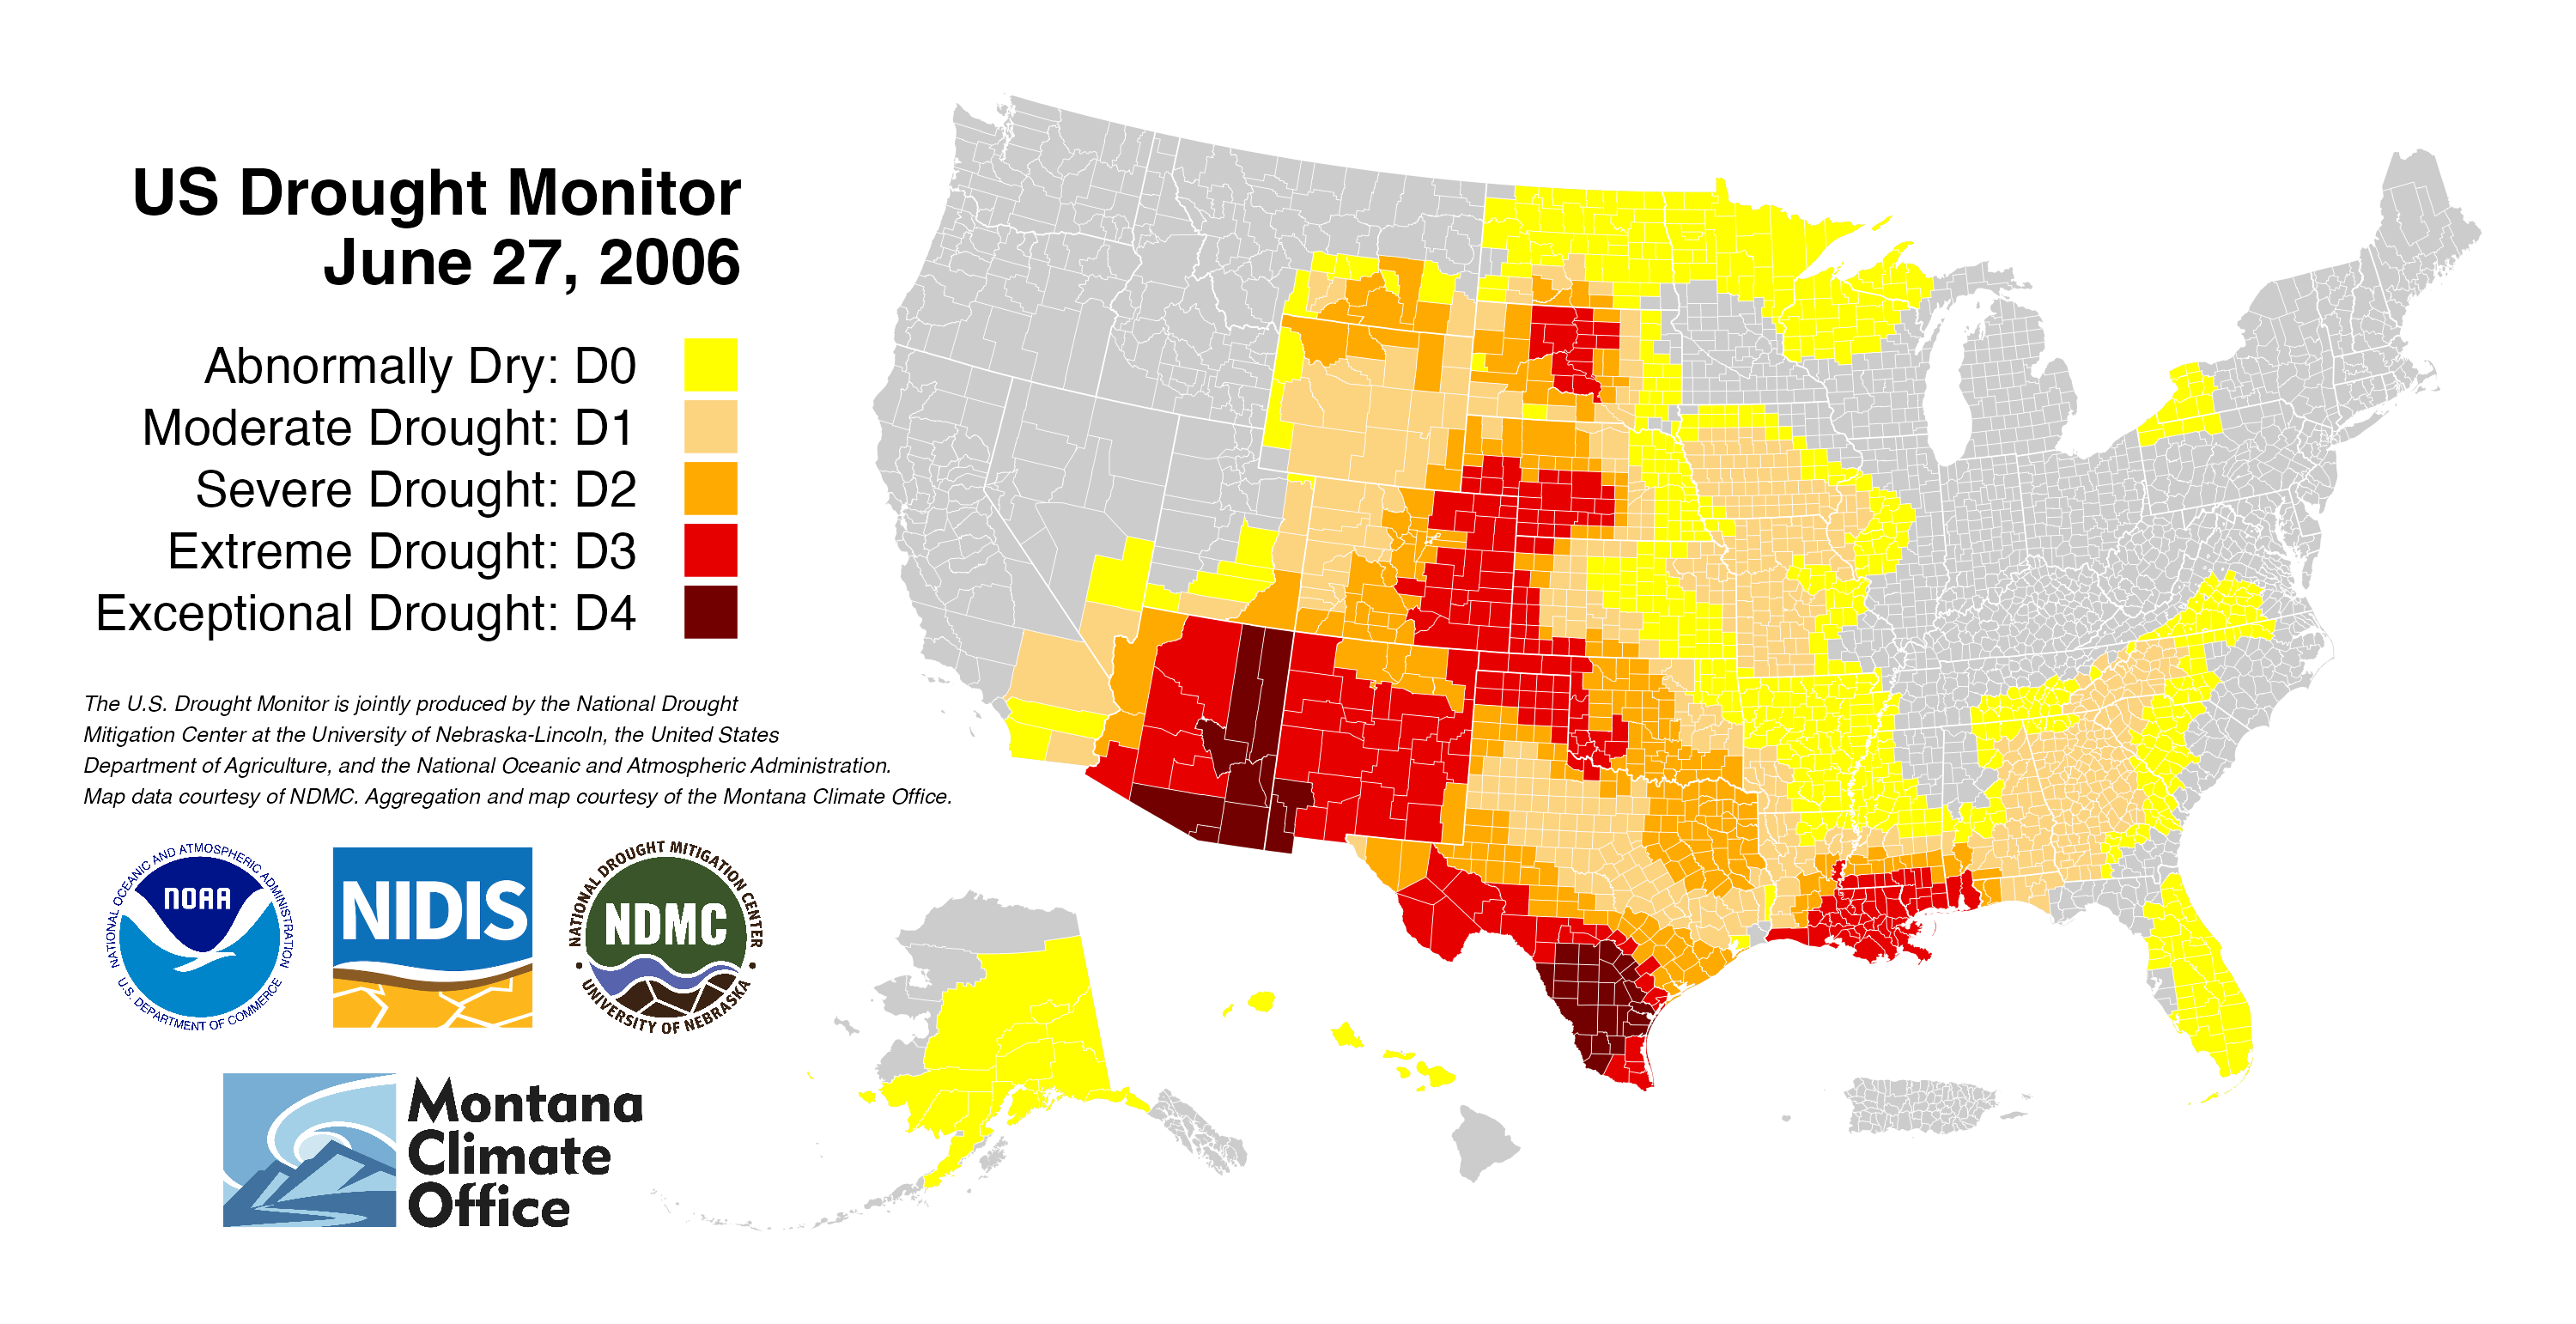 US Drought Monitor
June 27, 2006
Abnormally Dry: D0
Moderate Drought: D1
Severe Drought: D2
Extreme Drought: D3
Exceptional Drought: D4
The U.S. Drought Monitor is jointly produced by the National Drought
Mitigation Center at the University of Nebraska-Lincoln, the United States
Department of Agriculture, and the National Oceanic and Atmospheric Administration.
Map data courtesy of NDMC. Aggregation and map courtesy of the Montana Climate Office.
NATIONAL OCEANIC AND ATMOSPHERIC ADMINISTRATION
NOAA
U.S. DEPARTMENT OF COMMERCE
NIDIS
NATIONAL DROUGHT MITIGATION CENTER
NDMC
UNIVERSITY OF NEBRASKA
Montana
Climate
Office